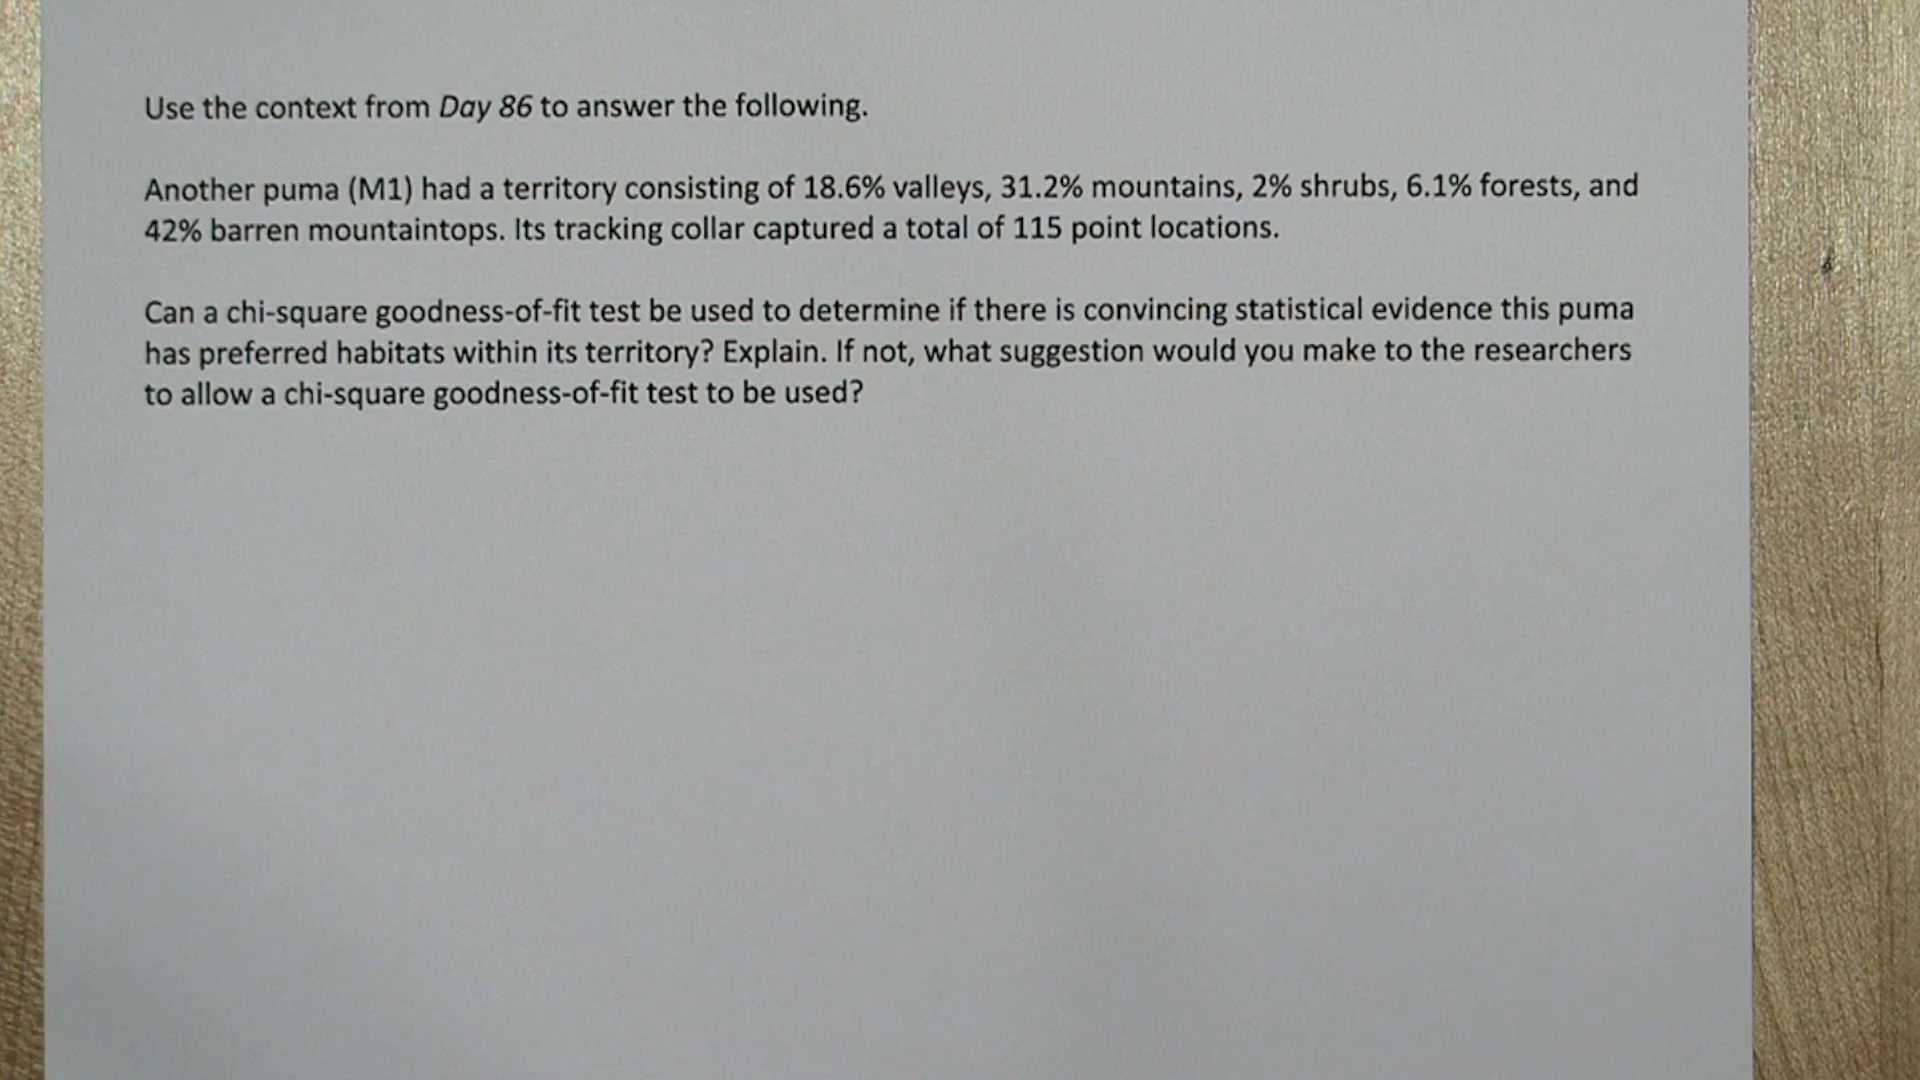 Use the context from Day 86 to answer the following.
Another puma (M1) had a territory consisting of 18.6% valleys, 31.2% mountains, 2% shrubs, 6.1% forests, and
42% barren mountaintops. Its tracking collar captured a total of 115 point locations.
Can a chi-square goodness-of-fit test be used to determine if there is convincing statistical evidence this puma
has preferred habitats within its territory? Explain. If not, what suggestion would you make to the researchers
to allow a chi-square goodness-of-fit test to be used?